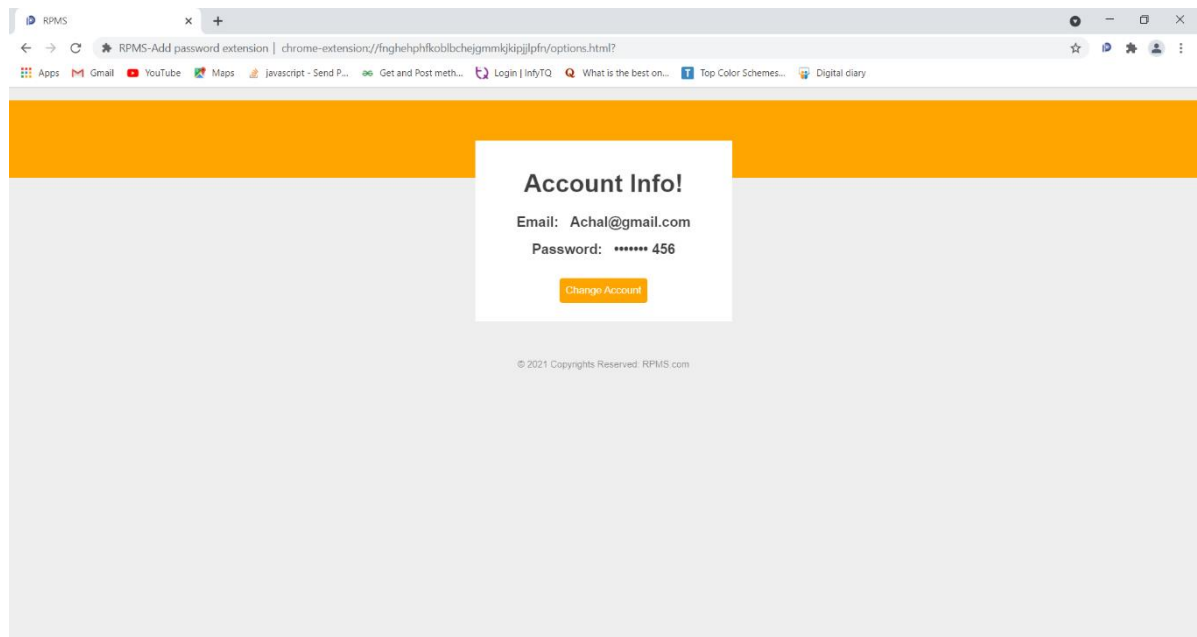 RPMS
RPMS-Add password extension | chrome-extension://fnghehphfkoblbchejgmmkjkipjjlpfn/options.html?
Apps Gmail YouTube Maps javascript - Send P... Get and Post meth... Login | InfyTQ What is the best on... Top Color Schemes... Digital diary
Account Info!
Email: Achal@gmail.com
Password: ••••••• 456
Change Account
© 2021 Copyrights Reserved. RPMS.com